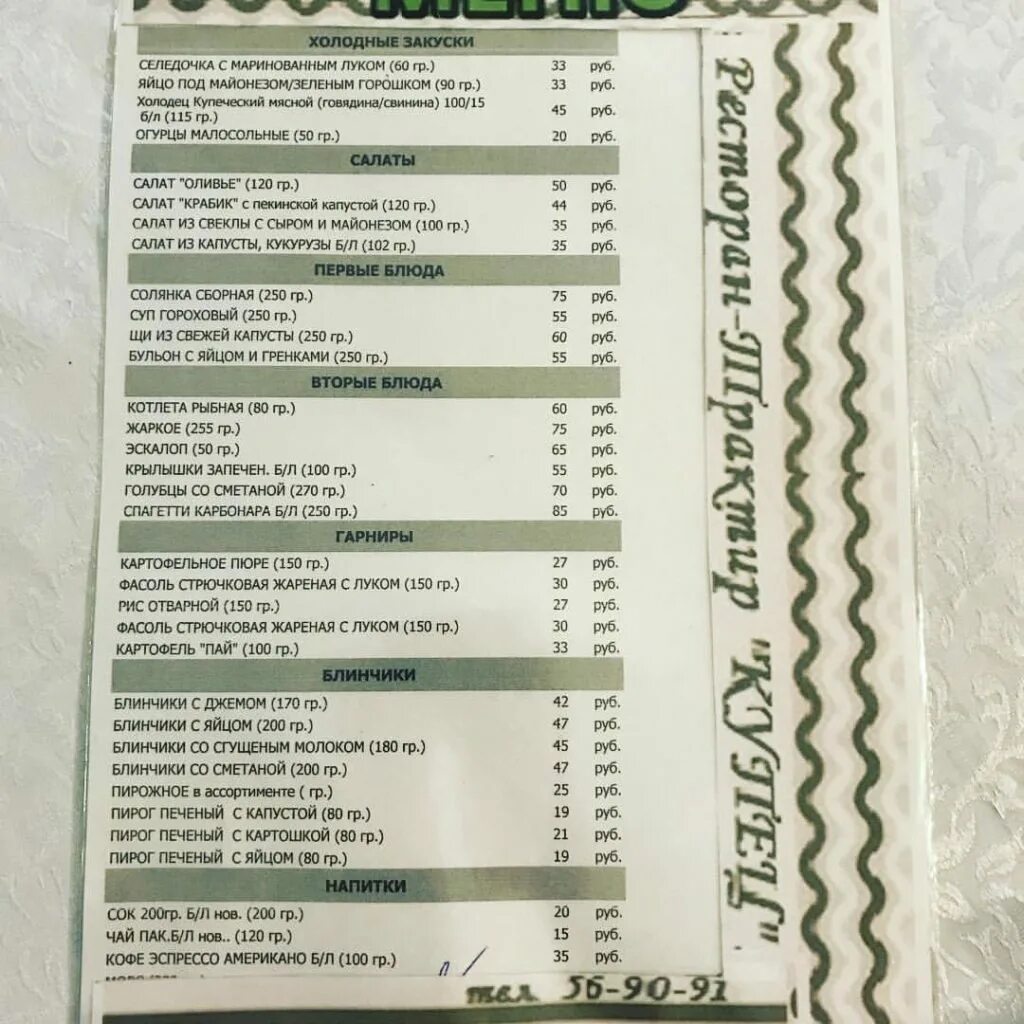 МЕНЮ
ХОЛОДНЫЕ ЗАКУСКИ
СЕЛЕДОЧКА С МАРИНОВАННЫМ ЛУКОМ (60 гр.) 33 руб.
ЯЙЦО ПОД МАЙОНЕЗОМ/ЗЕЛЕНЫМ ГОРОШКОМ (90 гр.) 33 руб.
Холодец Купеческий мясной (говядина/свинина) 100/15
б/л (115 гр.) 45 руб.
ОГУРЦЫ МАЛОСОЛЬНЫЕ (50 гр.) 20 руб.
САЛАТЫ
САЛАТ "ОЛИВЬЕ" (120 гр.) 50 руб.
САЛАТ "КРАБИК" с пекинской капустой (120 гр.) 44 руб.
САЛАТ ИЗ СВЕКЛЫ С СЫРОМ И МАЙОНЕЗОМ (100 гр.) 35 руб.
САЛАТ ИЗ КАПУСТЫ, КУКУРУЗЫ Б/Л (102 гр.) 35 руб.
ПЕРВЫЕ БЛЮДА
СОЛЯНКА СБОРНАЯ (250 гр.) 75 руб.
СУП ГОРОХОВЫЙ (250 гр.) 55 руб.
ЩИ ИЗ СВЕЖЕЙ КАПУСТЫ (250 гр.) 60 руб.
БУЛЬОН С ЯЙЦОМ И ГРЕНКАМИ (250 гр.) 55 руб.
ВТОРЫЕ БЛЮДА
КОТЛЕТА РЫБНАЯ (80 гр.) 60 руб.
ЖАРКОЕ (255 гр.) 75 руб.
ЭСКАЛОП (50 гр.) 65 руб.
КРЫЛЫШКИ ЗАПЕЧЕН. Б/Л (100 гр.) 55 руб.
ГОЛУБЦЫ СО СМЕТАНОЙ (270 гр.) 70 руб.
СПАГЕТТИ КАРБОНАРА Б/Л (250 гр.) 85 руб.
ГАРНИРЫ
КАРТОФЕЛЬНОЕ ПЮРЕ (150 гр.) 27 руб.
ФАСОЛЬ СТРЮЧКОВАЯ ЖАРЕНАЯ С ЛУКОМ (150 гр.) 30 руб.
РИС ОТВАРНОЙ (150 гр.) 27 руб.
ФАСОЛЬ СТРЮЧКОВАЯ ЖАРЕНАЯ С ЛУКОМ (150 гр.) 30 руб.
КАРТОФЕЛЬ "ПАЙ" (100 гр.) 33 руб.
БЛИНЧИКИ
БЛИНЧИКИ С ДЖЕМОМ (170 гр.) 42 руб.
БЛИНЧИКИ С ЯЙЦОМ (200 гр.) 47 руб.
БЛИНЧИКИ СО СГУЩЕНЫМ МОЛОКОМ (180 гр.) 45 руб.
БЛИНЧИКИ СО СМЕТАНОЙ (200 гр.) 47 руб.
ПИРОЖНОЕ в ассортименте ( гр.) 25 руб.
ПИРОГ ПЕЧЕНЫЙ С КАПУСТОЙ (80 гр.) 19 руб.
ПИРОГ ПЕЧЕНЫЙ С КАРТОШКОЙ (80 гр.) 21 руб.
ПИРОГ ПЕЧЕНЫЙ С ЯЙЦОМ (80 гр.) 19 руб.
НАПИТКИ
СОК 200гр. Б/Л нов. (200 гр.) 20 руб.
ЧАЙ ПАК.Б/Л нов.. (120 гр.) 15 руб.
КОФЕ ЭСПРЕССО АМЕРИКАНО Б/Л (100 гр.) 35 руб.
тел. 56-90-91
Ресторан-Трактир "КУПЕЦ"